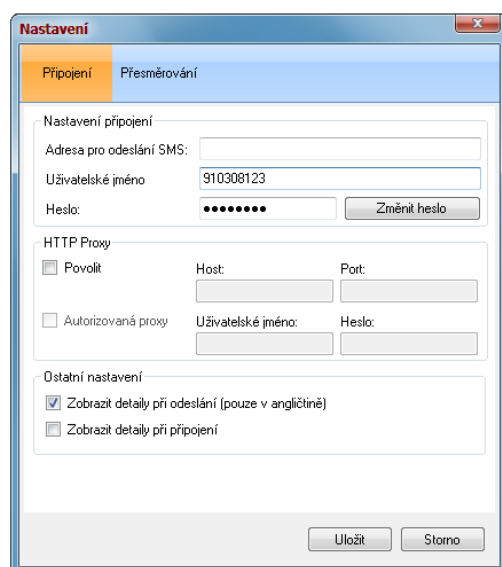 Nastavení
Připojení Přesměrování
Nastavení připojení
Adresa pro odeslání SMS:
Uživatelské jméno 910308123
Heslo: ●●●●●●●● Změnit heslo
HTTP Proxy
Povolit Host: Port:
Autorizovaná proxy Uživatelské jméno: Heslo:
Ostatní nastavení
Zobrazit detaily při odeslání (pouze v angličtině)
Zobrazit detaily při připojení
Uložit Storno